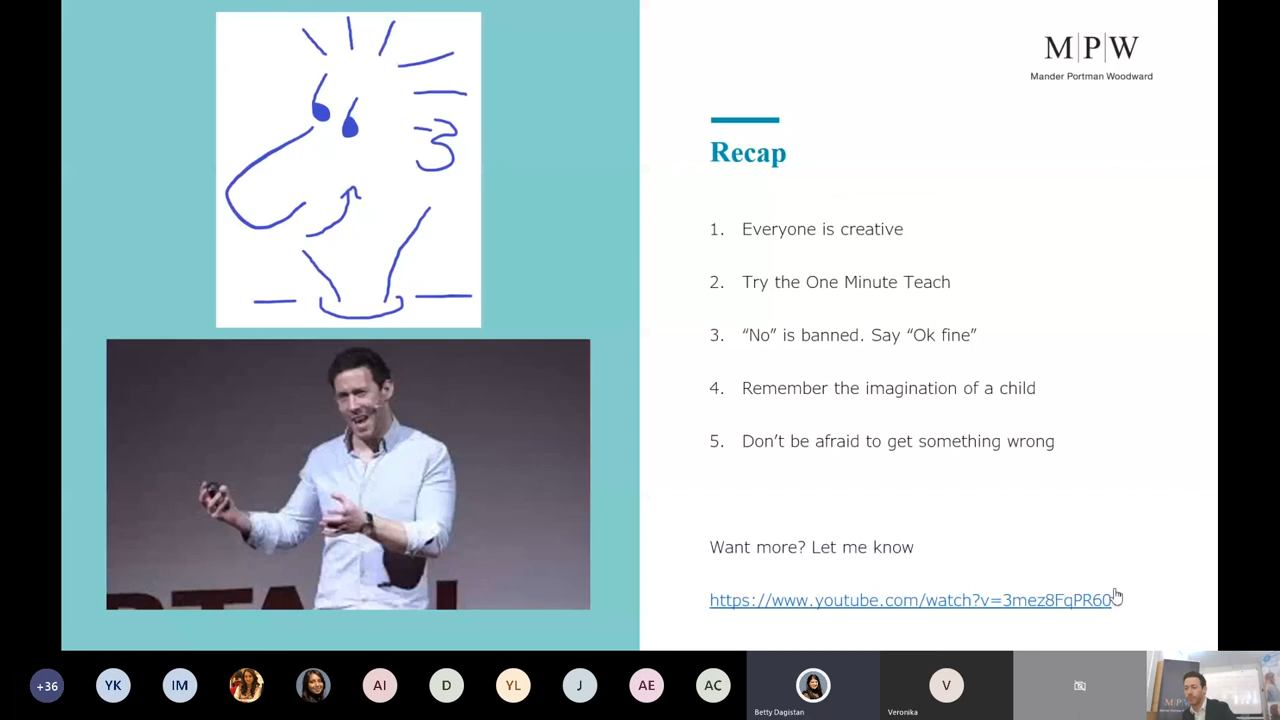 3
M|P|W
Mander Portman Woodward
Recap
1. Everyone is creative
2. Try the One Minute Teach
3. “No” is banned. Say “Ok fine”
4. Remember the imagination of a child
5. Don’t be afraid to get something wrong
Want more? Let me know
https://www.youtube.com/watch?v=3mez8FqPR60
+36
YK
IM
AI
D
YL
J
AE
AC
Betty Dagistan
V
Veronika